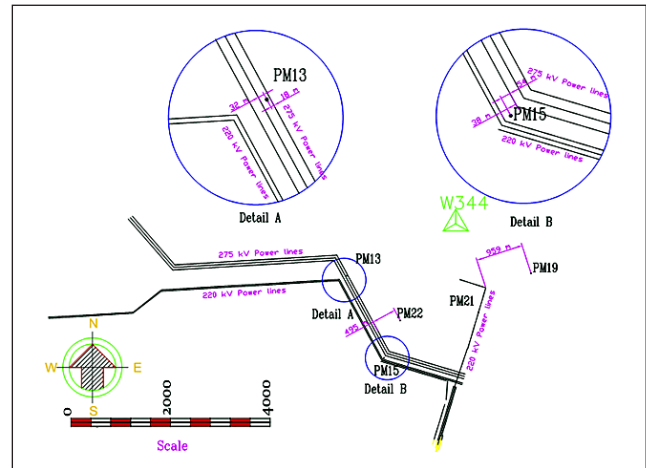 PM13
32 m
18 m
275 kV Power lines
220 kV Power lines
Detail A
275 kV Power lines
54 m
38 m
PM15
220 kV Power lines
Detail B
W344
959 m
PM19
275 kV Power lines
PM13
220 kV Power lines
Detail A
495 m
PM22
PM21
220 kV Power lines
PM15
Detail B
N
W E
S
0 2000 4000
Scale